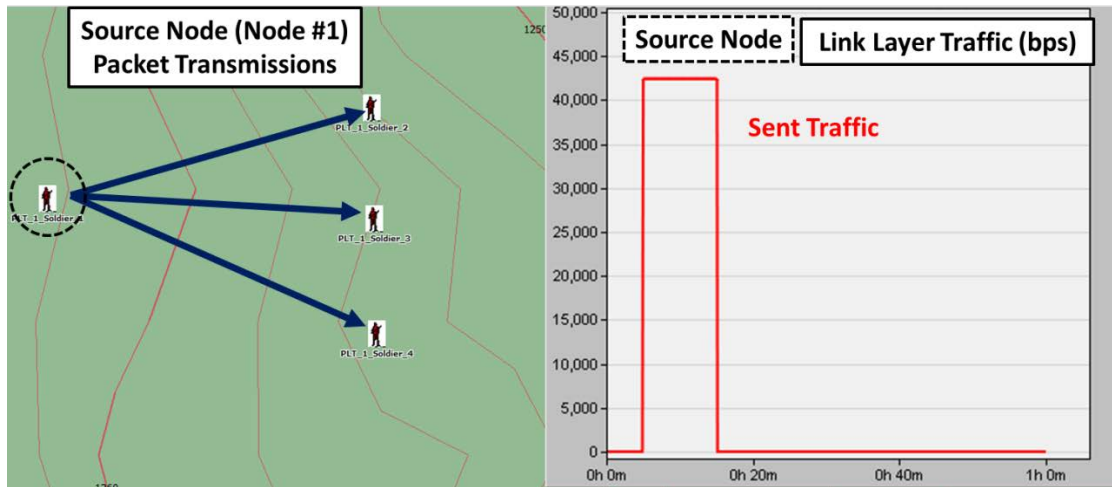 Source Node (Node #1)
Packet Transmissions
1250
PLT_1_Soldier_2
PLT_1_Soldier_1
PLT_1_Soldier_3
PLT_1_Soldier_4
Source Node
Link Layer Traffic (bps)
Sent Traffic
50,000
45,000
40,000
35,000
30,000
25,000
20,000
15,000
10,000
5,000
0
0h 0m
0h 20m
0h 40m
1h 0m